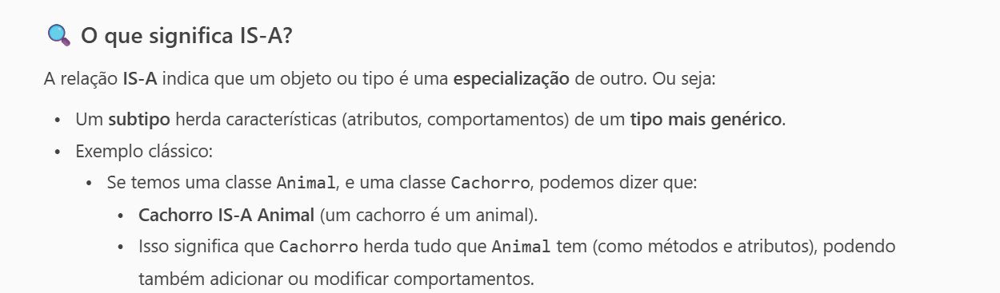 O que significa IS-A?
A relação IS-A indica que um objeto ou tipo é uma especialização de outro. Ou seja:
• Um subtipo herda características (atributos, comportamentos) de um tipo mais genérico.
• Exemplo clássico:
• Se temos uma classe Animal, e uma classe Cachorro, podemos dizer que:
• Cachorro IS-A Animal (um cachorro é um animal).
• Isso significa que Cachorro herda tudo que Animal tem (como métodos e atributos), podendo
também adicionar ou modificar comportamentos.